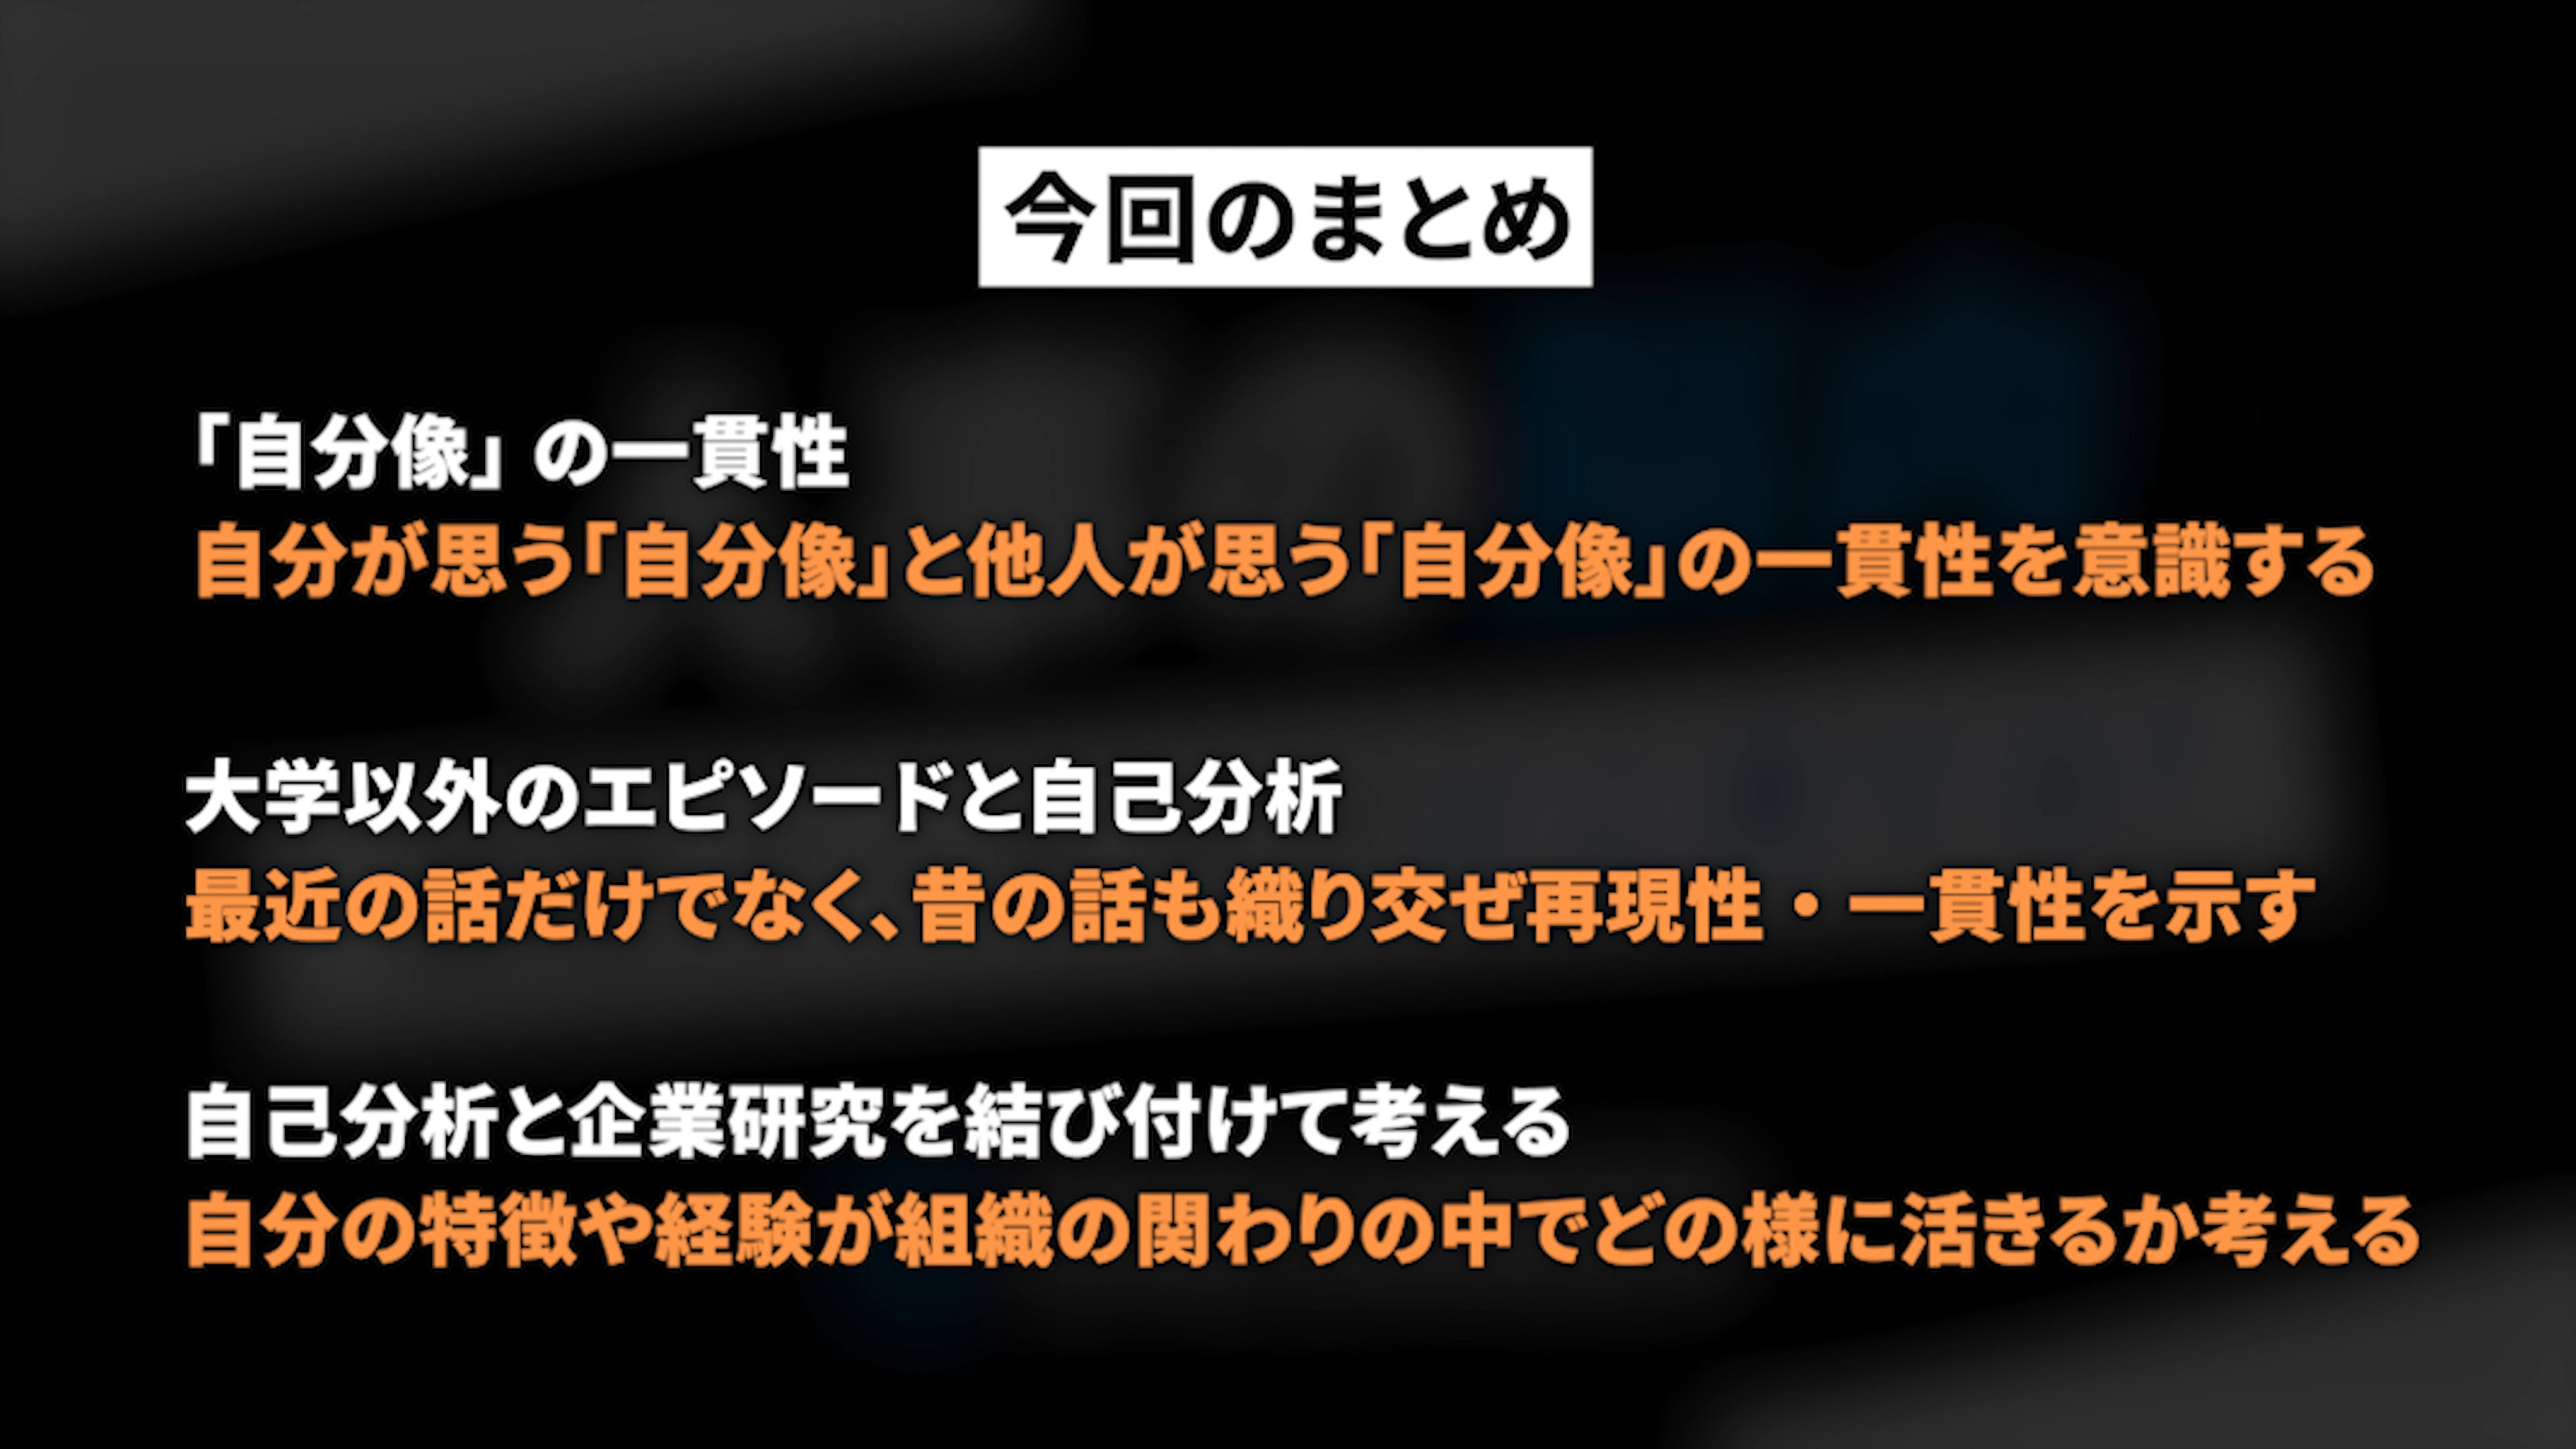 今回のまとめ
「自分像」の一貫性
自分が思う「自分像」と他人が思う「自分像」の一貫性を意識する
大学以外のエピソードと自己分析
最近の話だけでなく、昔の話も織り交ぜ再現性・一貫性を示す
自己分析と企業研究を結び付けて考える
自分の特徴や経験が組織の関わりの中でどの様に活きるか考える